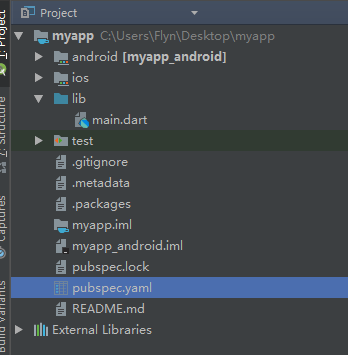 Project
myapp C:\Users\Flyn\Desktop\myapp
android [myapp_android]
ios
lib
main.dart
test
.gitignore
.metadata
.packages
myapp.iml
myapp_android.iml
pubspec.lock
pubspec.yaml
README.md
External Libraries
1: Project
7: Structure
Captures
Build Variants